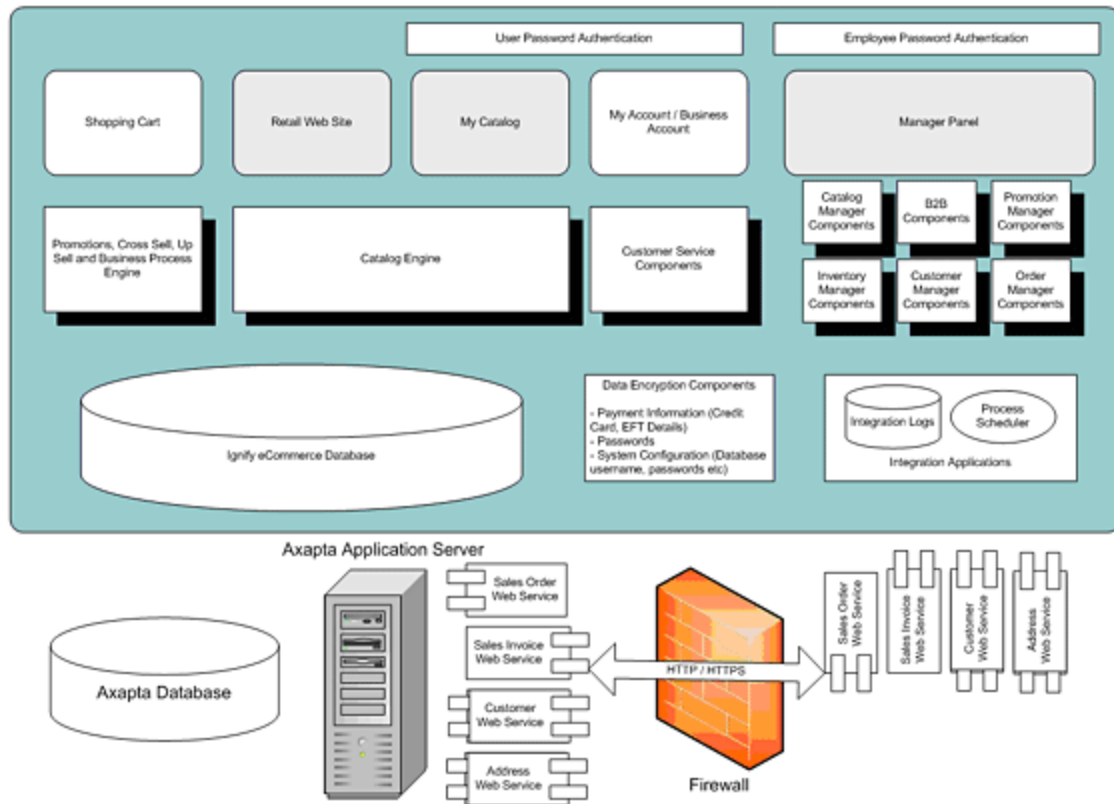 User Password Authentication
Employee Password Authentication
Shopping Cart
Retail Web Site
My Catalog
My Account / Business
Account
Manager Panel
Catalog
Manager
Components
B2B
Components
Promotion
Manager
Components
Promotions, Cross Sell, Up
Sell and Business Process
Engine
Catalog Engine
Customer Service
Components
Inventory
Manager
Components
Customer
Manager
Components
Order
Manager
Components
Ignify eCommerce Database
Data Encryption Components
- Payment Information (Credit
Card, EFT Details)
- Passwords
- System Configuration (Database
username, passwords etc)
Integration Logs
Process
Scheduler
Integration Applications
Axapta Application Server
Axapta Database
Sales Order
Web Service
Sales Invoice
Web Service
Customer
Web Service
Address
Web Service
HTTP / HTTPS
Firewall
Sales Order
Web Service
Sales Invoice
Web Service
Customer
Web Service
Address
Web Service